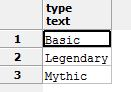 type
text
1 Basic
2 Legendary
3 Mythic